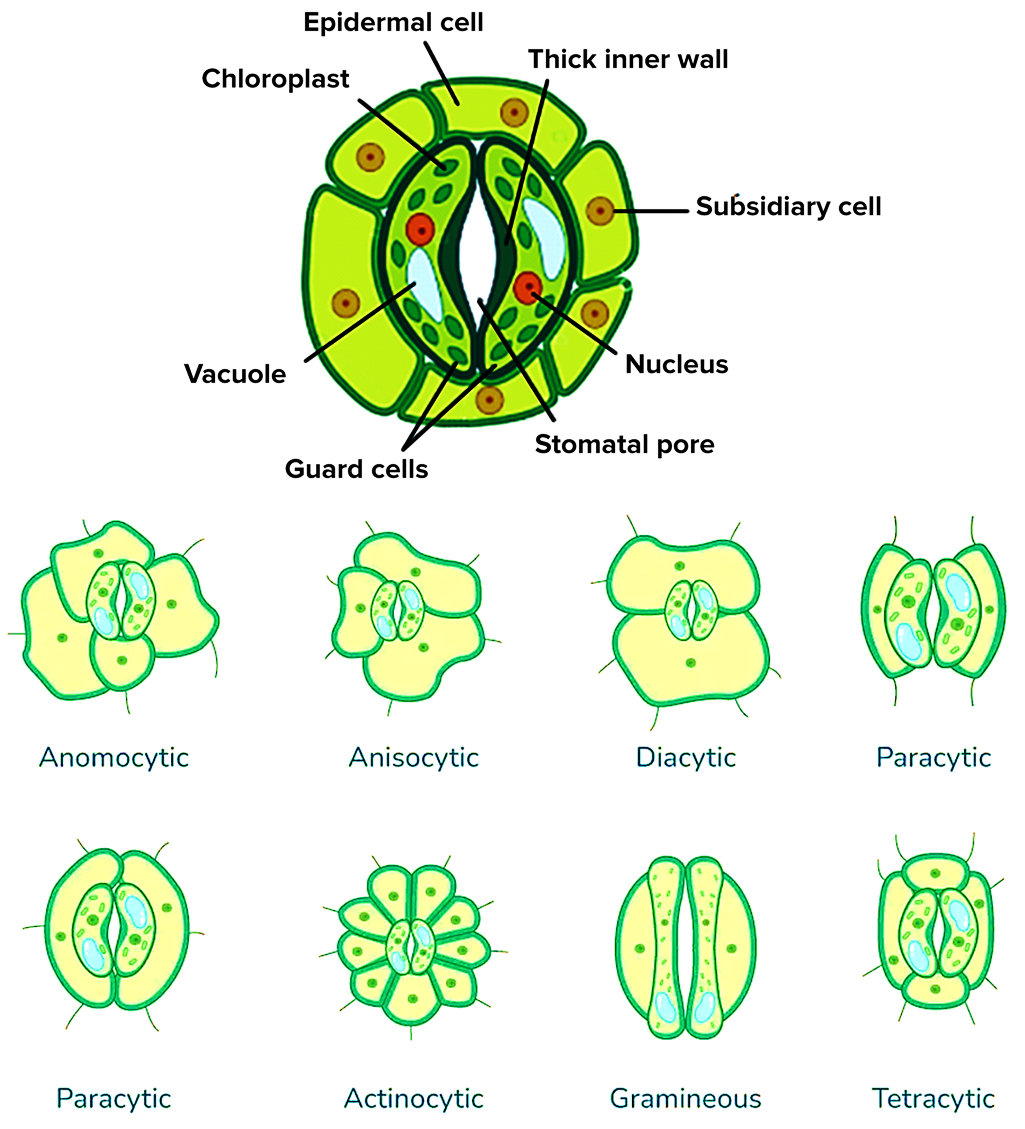 Epidermal cell
Thick inner wall
Chloroplast
Subsidiary cell
Vacuole
Nucleus
Stomatal pore
Guard cells
Anomocytic
Anisocytic
Diacytic
Paracytic
Paracytic
Actinocytic
Gramineous
Tetracytic